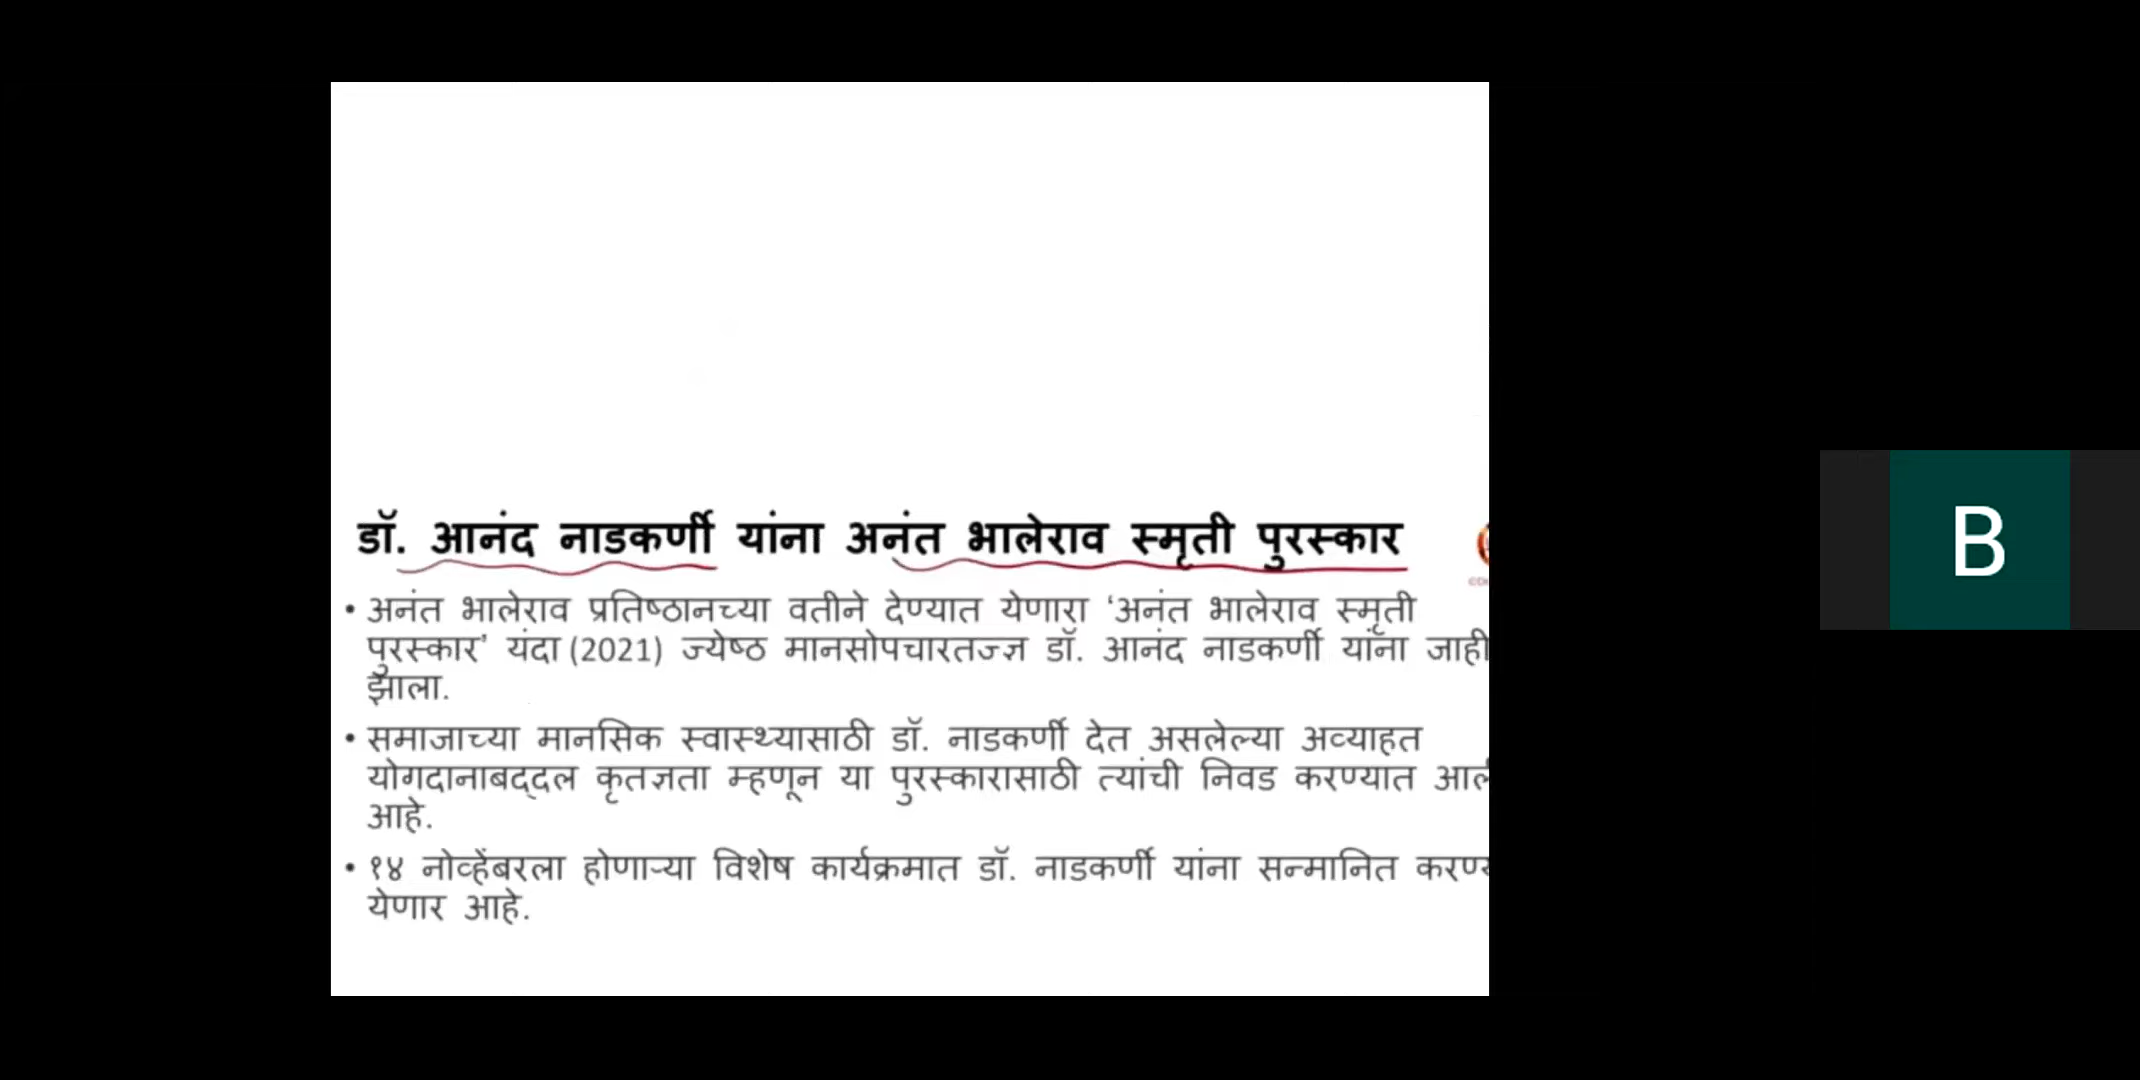 डॉ. आनंद नाडकर्णी यांना अनंत भालेराव स्मृती पुरस्कार
• अनंत भालेराव प्रतिष्ठानच्या वतीने देण्यात येणारा ‘अनंत भालेराव स्मृती
पुरस्कार’ यंदा (2021) ज्येष्ठ मानसोपचारतज्ज्ञ डॉ. आनंद नाडकर्णी यांना
झाला.
• समाजाच्या मानसिक स्वास्थ्यासाठी डॉ. नाडकर्णी देत असलेल्या अव्याहत
योगदानाबद्दल कृतज्ञता म्हणून या पुरस्कारासाठी त्यांची निवड करण्यात
आहे.
• १४ नोव्हेंबरला होणाऱ्या विशेष कार्यक्रमात डॉ. नाडकर्णी यांना सन्मानित
येणार आहे.
B